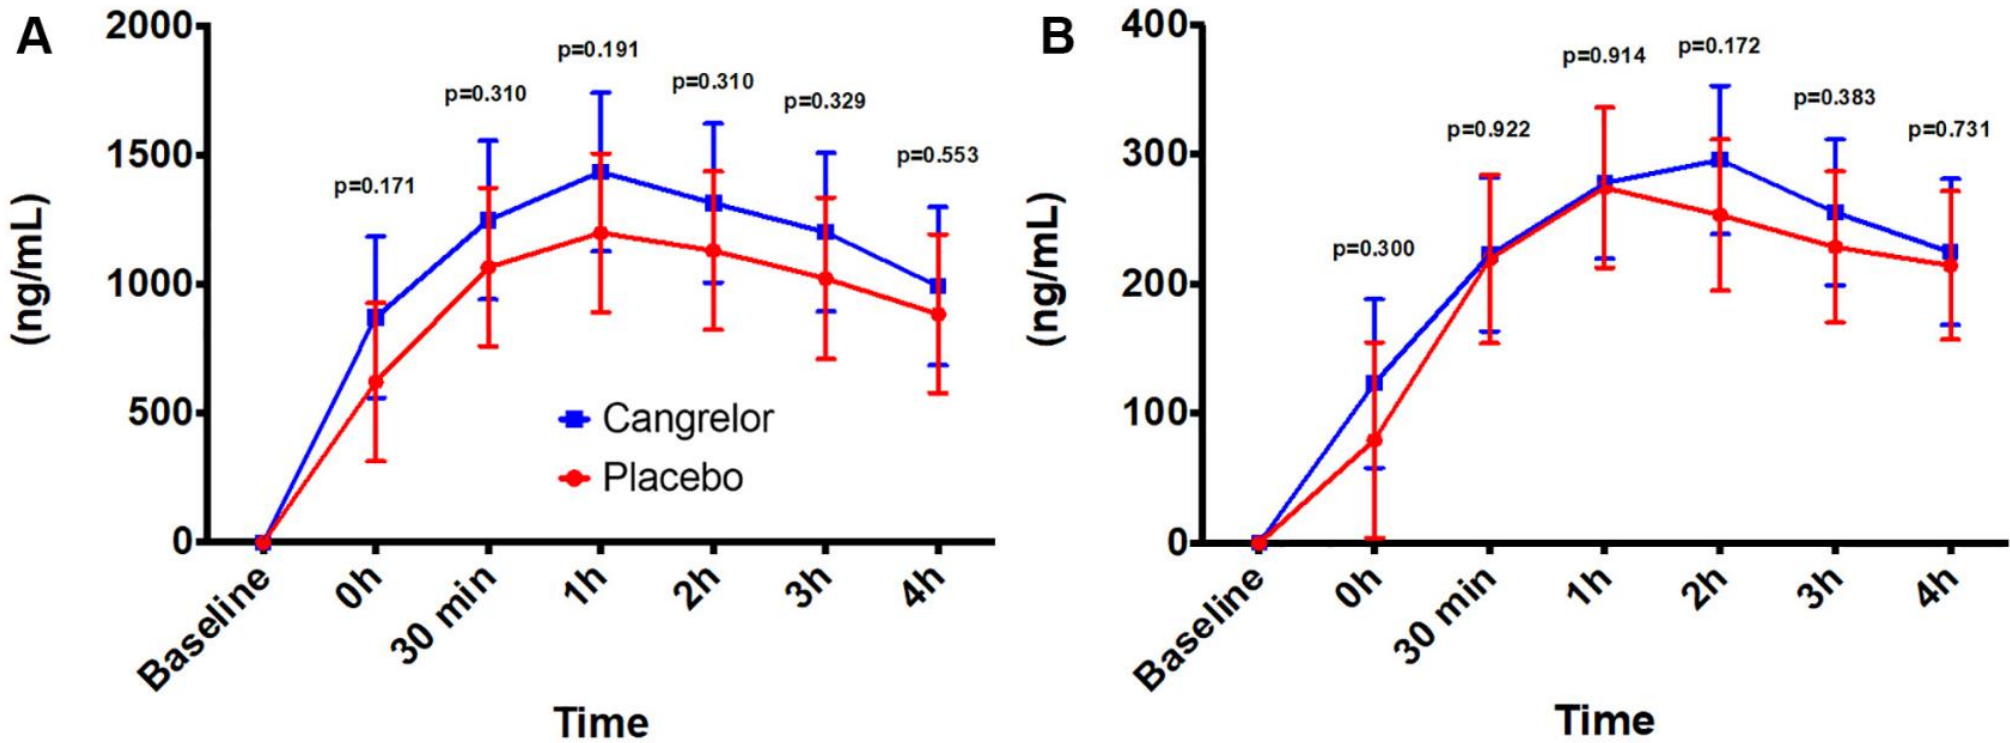 A
2000
1500
1000
500
0
(ng/mL)
p=0.171
p=0.310
p=0.191
p=0.310
p=0.329
p=0.553
Cangrelor
Placebo
Baseline
0h
30 min
1h
2h
3h
4h
Time
B
400
300
200
100
0
(ng/mL)
p=0.300
p=0.922
p=0.914
p=0.172
p=0.383
p=0.731
Baseline
0h
30 min
1h
2h
3h
4h
Time